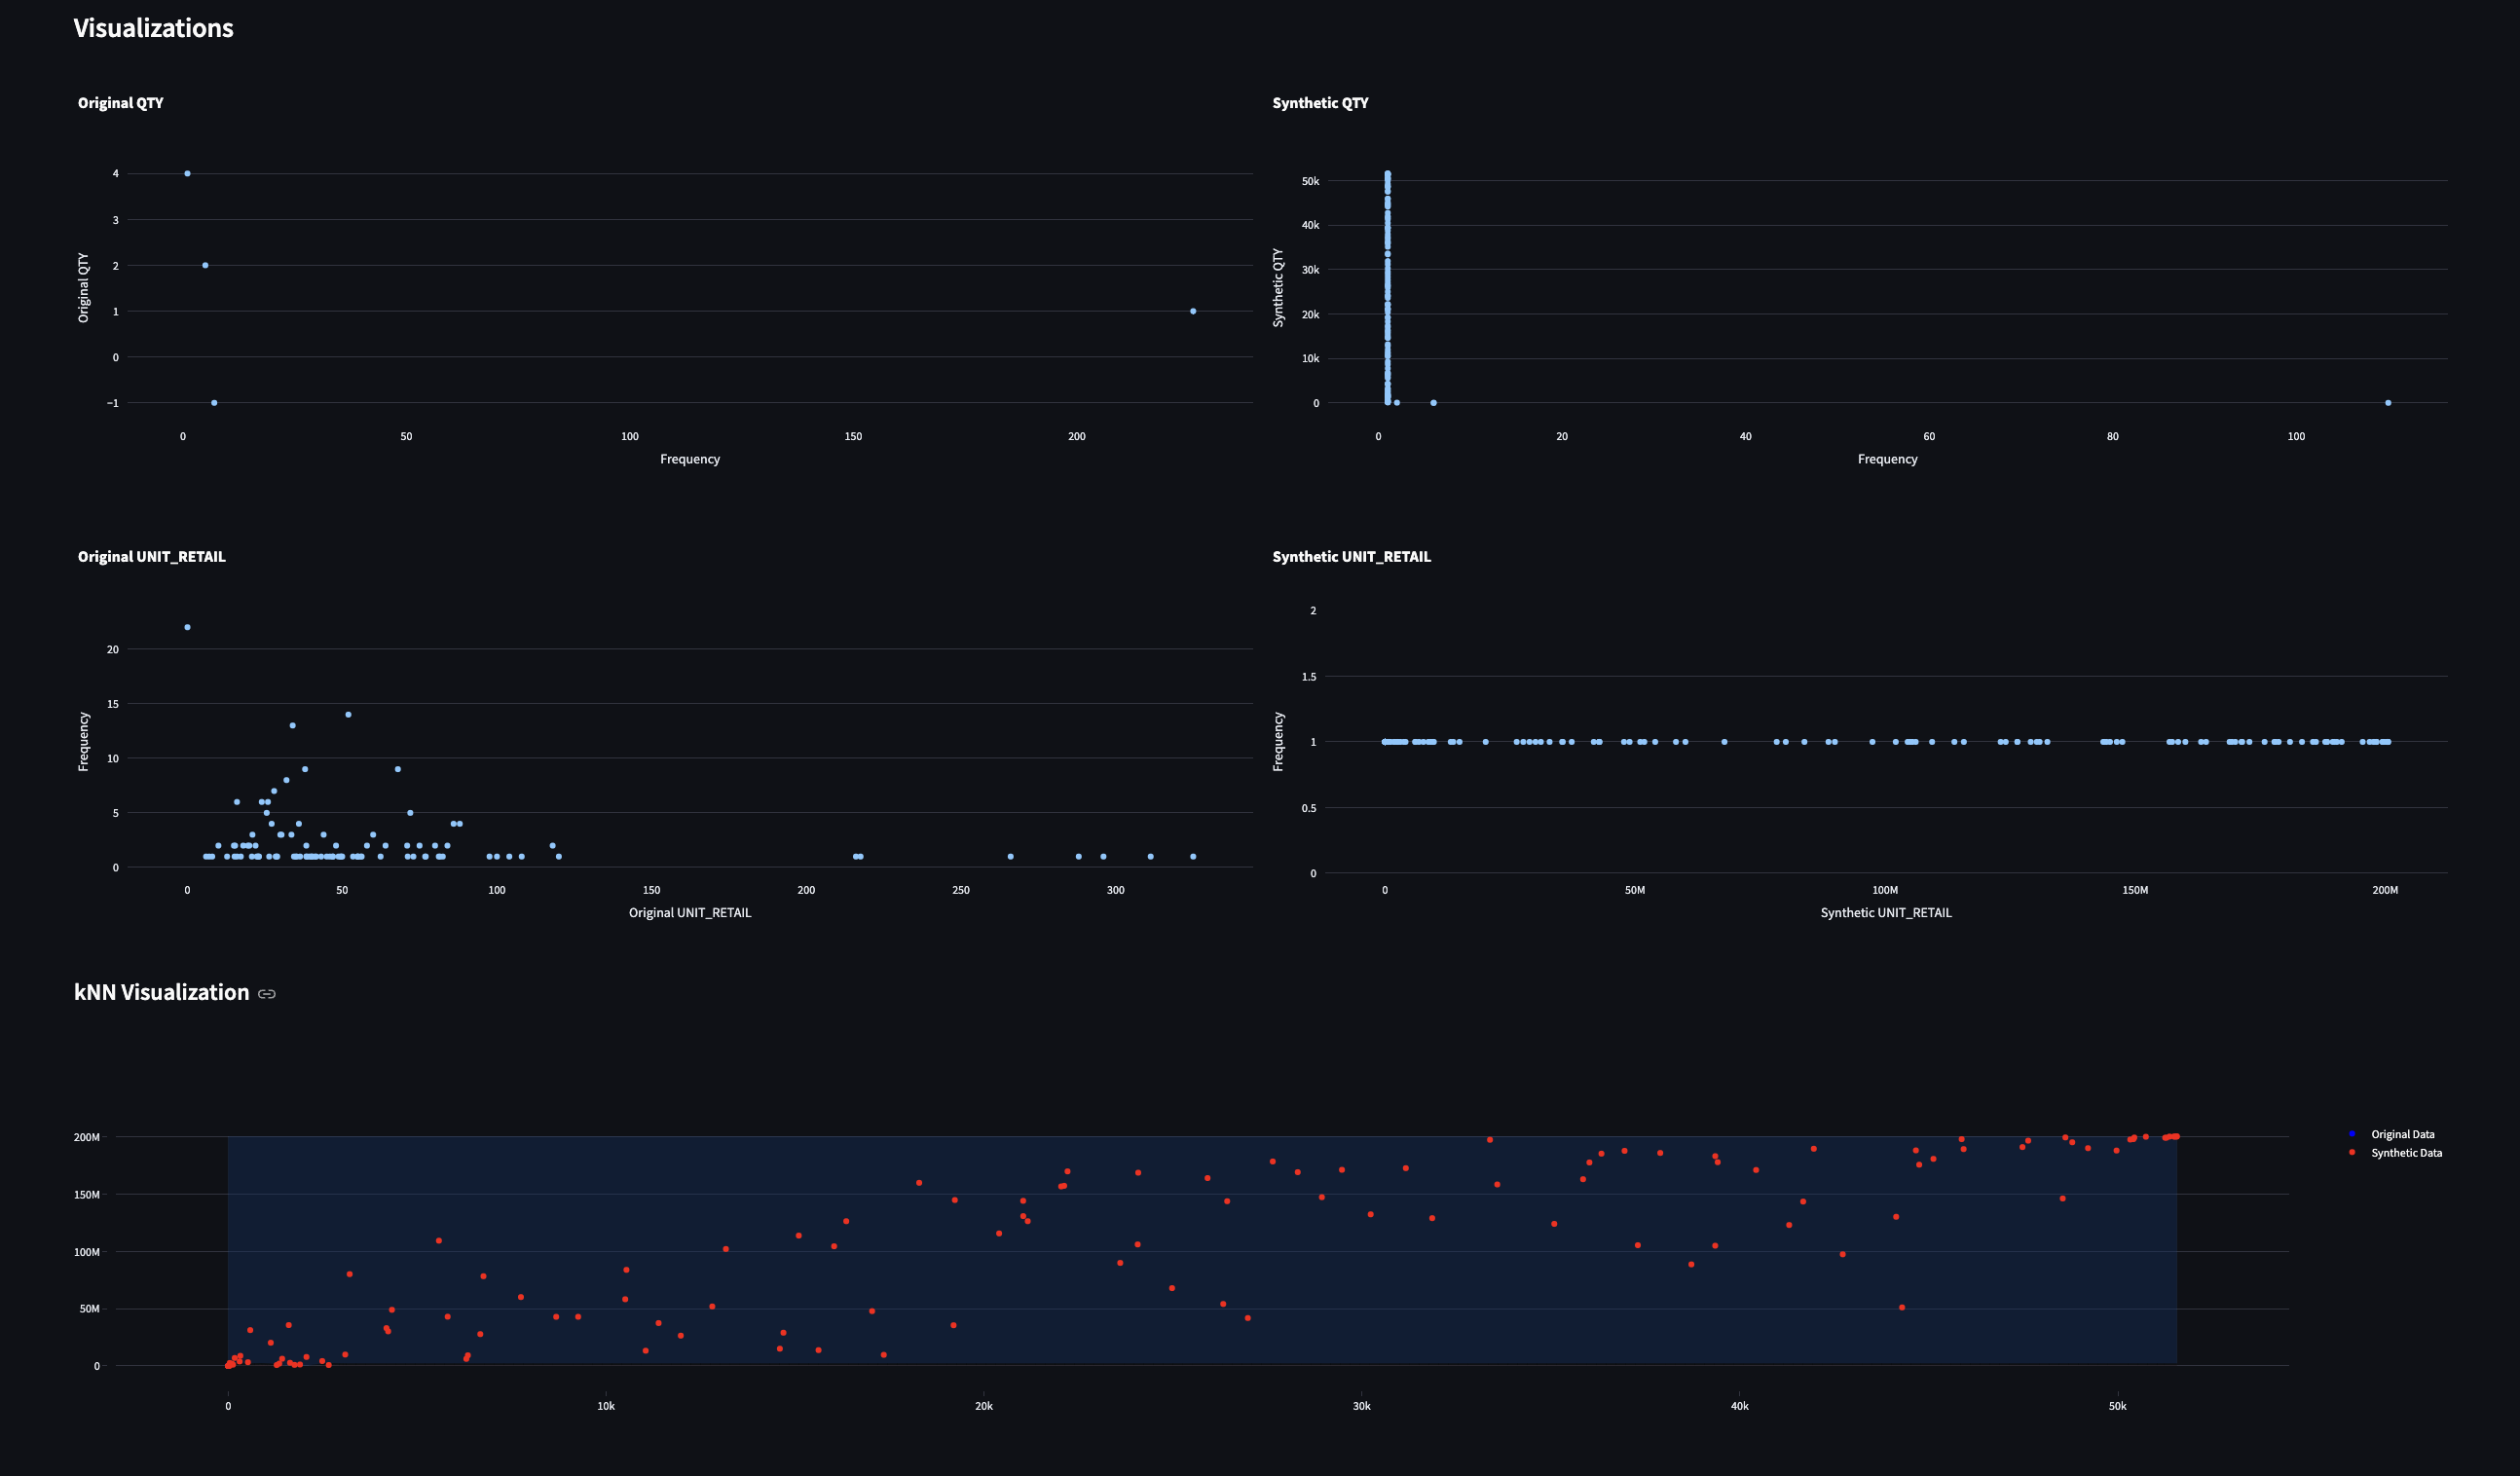 Visualizations
Original QTY
4
3
2
1
0
−1
Original QTY
0 50 100 150 200
Frequency
Synthetic QTY
50k
40k
30k
20k
10k
0
Synthetic QTY
0 20 40 60 80 100
Frequency
Original UNIT_RETAIL
20
15
10
5
0
Frequency
0 50 100 150 200 250 300
Original UNIT_RETAIL
Synthetic UNIT_RETAIL
2
1.5
1
0.5
0
Frequency
0 50M 100M 150M 200M
Synthetic UNIT_RETAIL
kNN Visualization
200M
150M
100M
50M
0
0 10k 20k 30k 40k 50k
Original Data
Synthetic Data